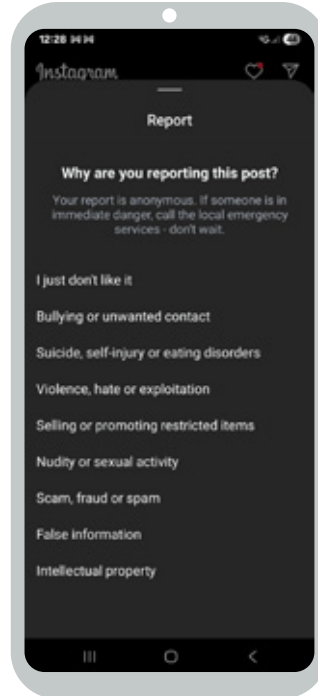 12:28
Instagram
Report
Why are you reporting this post?
Your report is anonymous. If someone is in
immediate danger, call the local emergency
services - don't wait.
I just don't like it
Bullying or unwanted contact
Suicide, self-injury or eating disorders
Violence, hate or exploitation
Selling or promoting restricted items
Nudity or sexual activity
Scam, fraud or spam
False information
Intellectual property